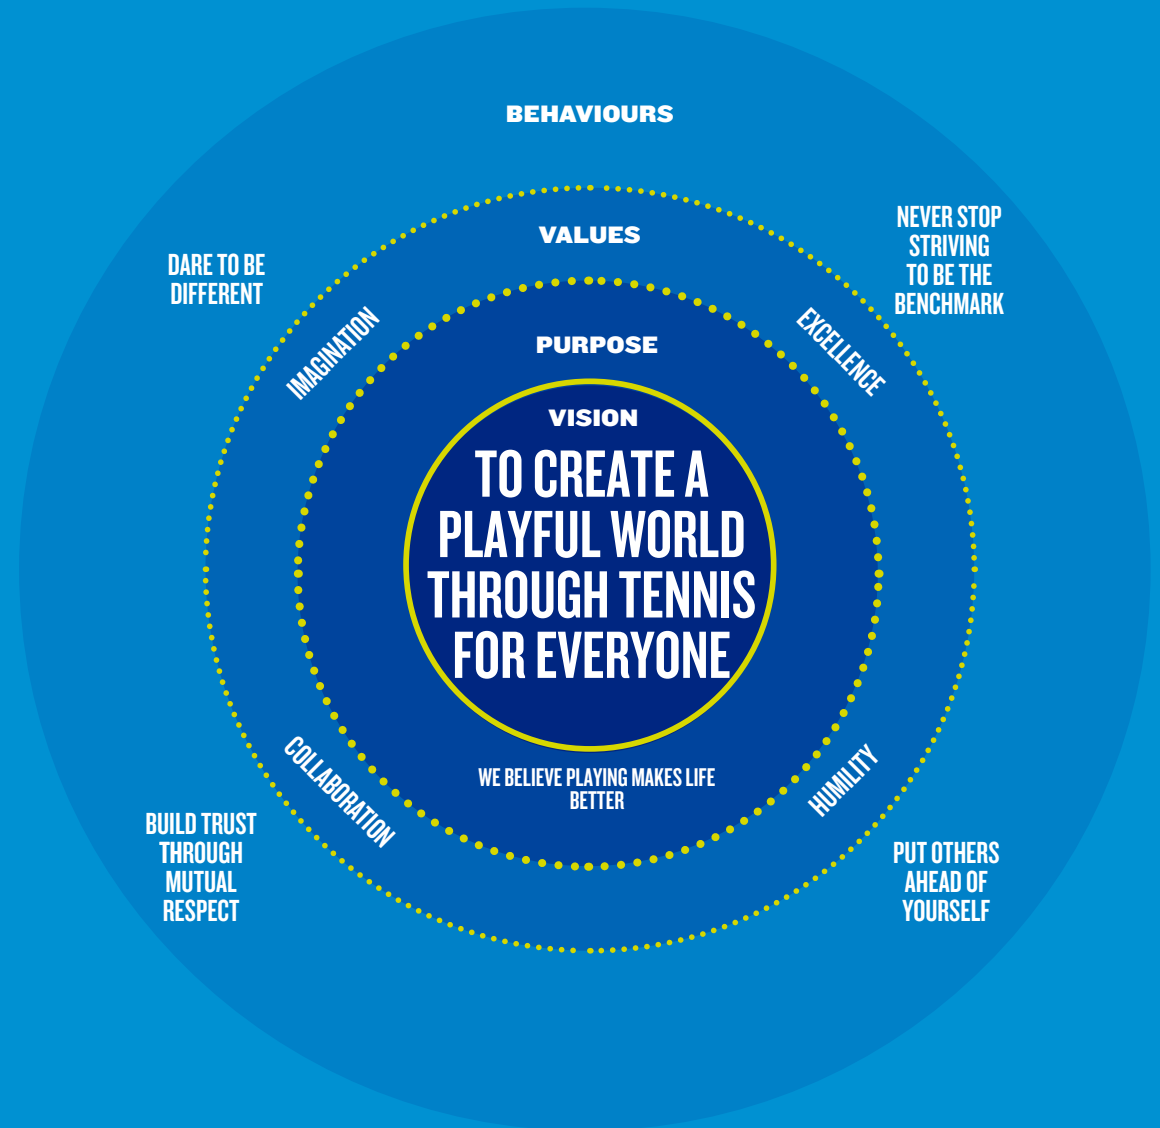 BEHAVIOURS
NEVER STOP
STRIVING
TO BE THE
BENCHMARK
VALUES
DARE TO BE
DIFFERENT
IMAGINATION
EXCELLENCE
PURPOSE
VISION
TO CREATE A
PLAYFUL WORLD
THROUGH TENNIS
FOR EVERYONE
WE BELIEVE PLAYING MAKES LIFE
BETTER
COLLABORATION
HUMILITY
BUILD TRUST
THROUGH
MUTUAL
RESPECT
PUT OTHERS
AHEAD OF
YOURSELF